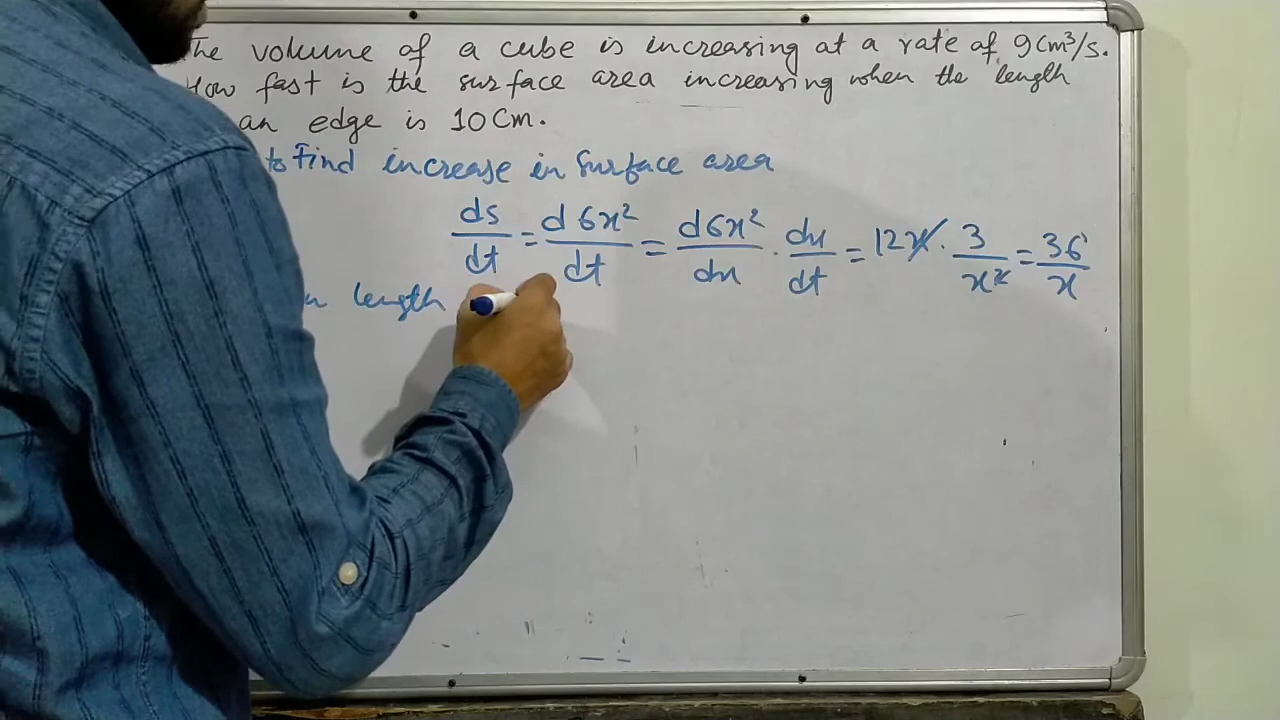 The volume of a cube is increasing at a rate of 9cm³/s.
How fast is the surface area increasing when the length
an edge is 10cm.
to Find increase in Surface area
ds/dt = d 6x²/dt = d6x²/dx · dx/dt = 12x · 3/x² = 36/x
length